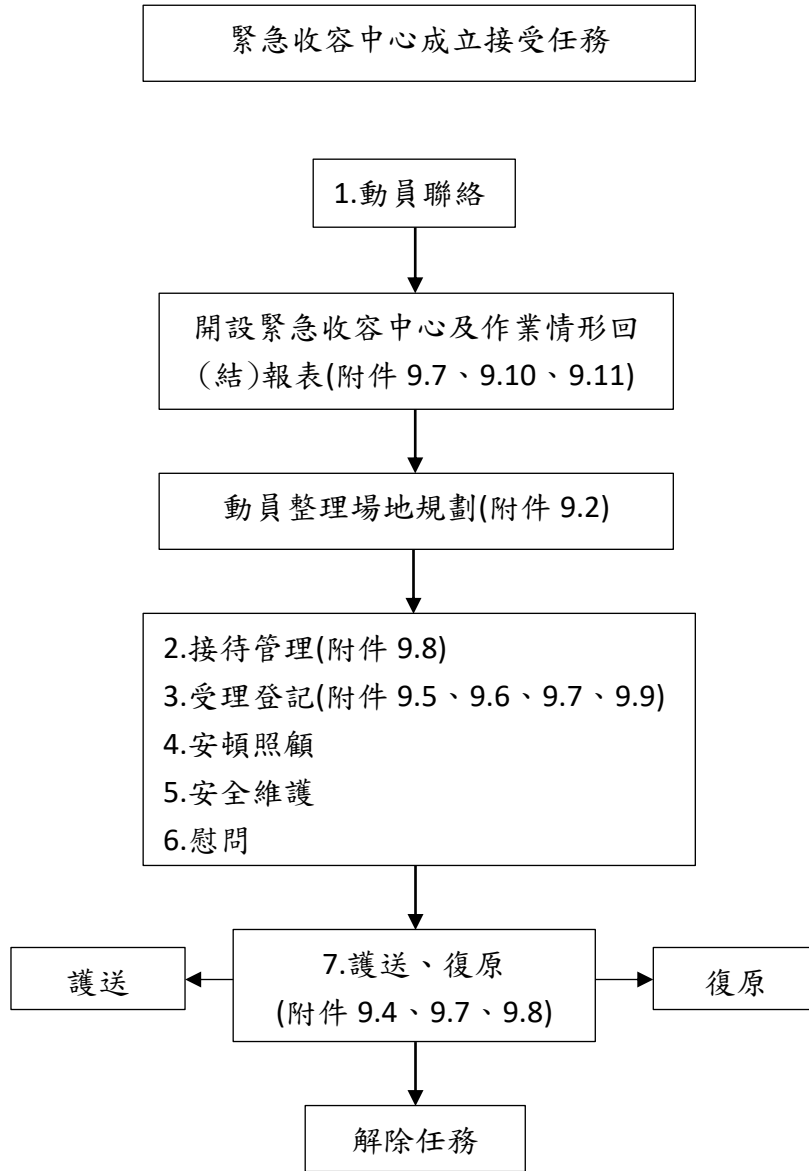 緊急收容中心成立接受任務
1.動員聯絡
開設緊急收容中心及作業情形回
(結)報表(附件 9.7、9.10、9.11)
動員整理場地規劃(附件 9.2)
2.接待管理(附件 9.8)
3.受理登記(附件 9.5、9.6、9.7、9.9)
4.安頓照顧
5.安全維護
6.慰問
護送
7.護送、復原
(附件 9.4、9.7、9.8)
復原
解除任務